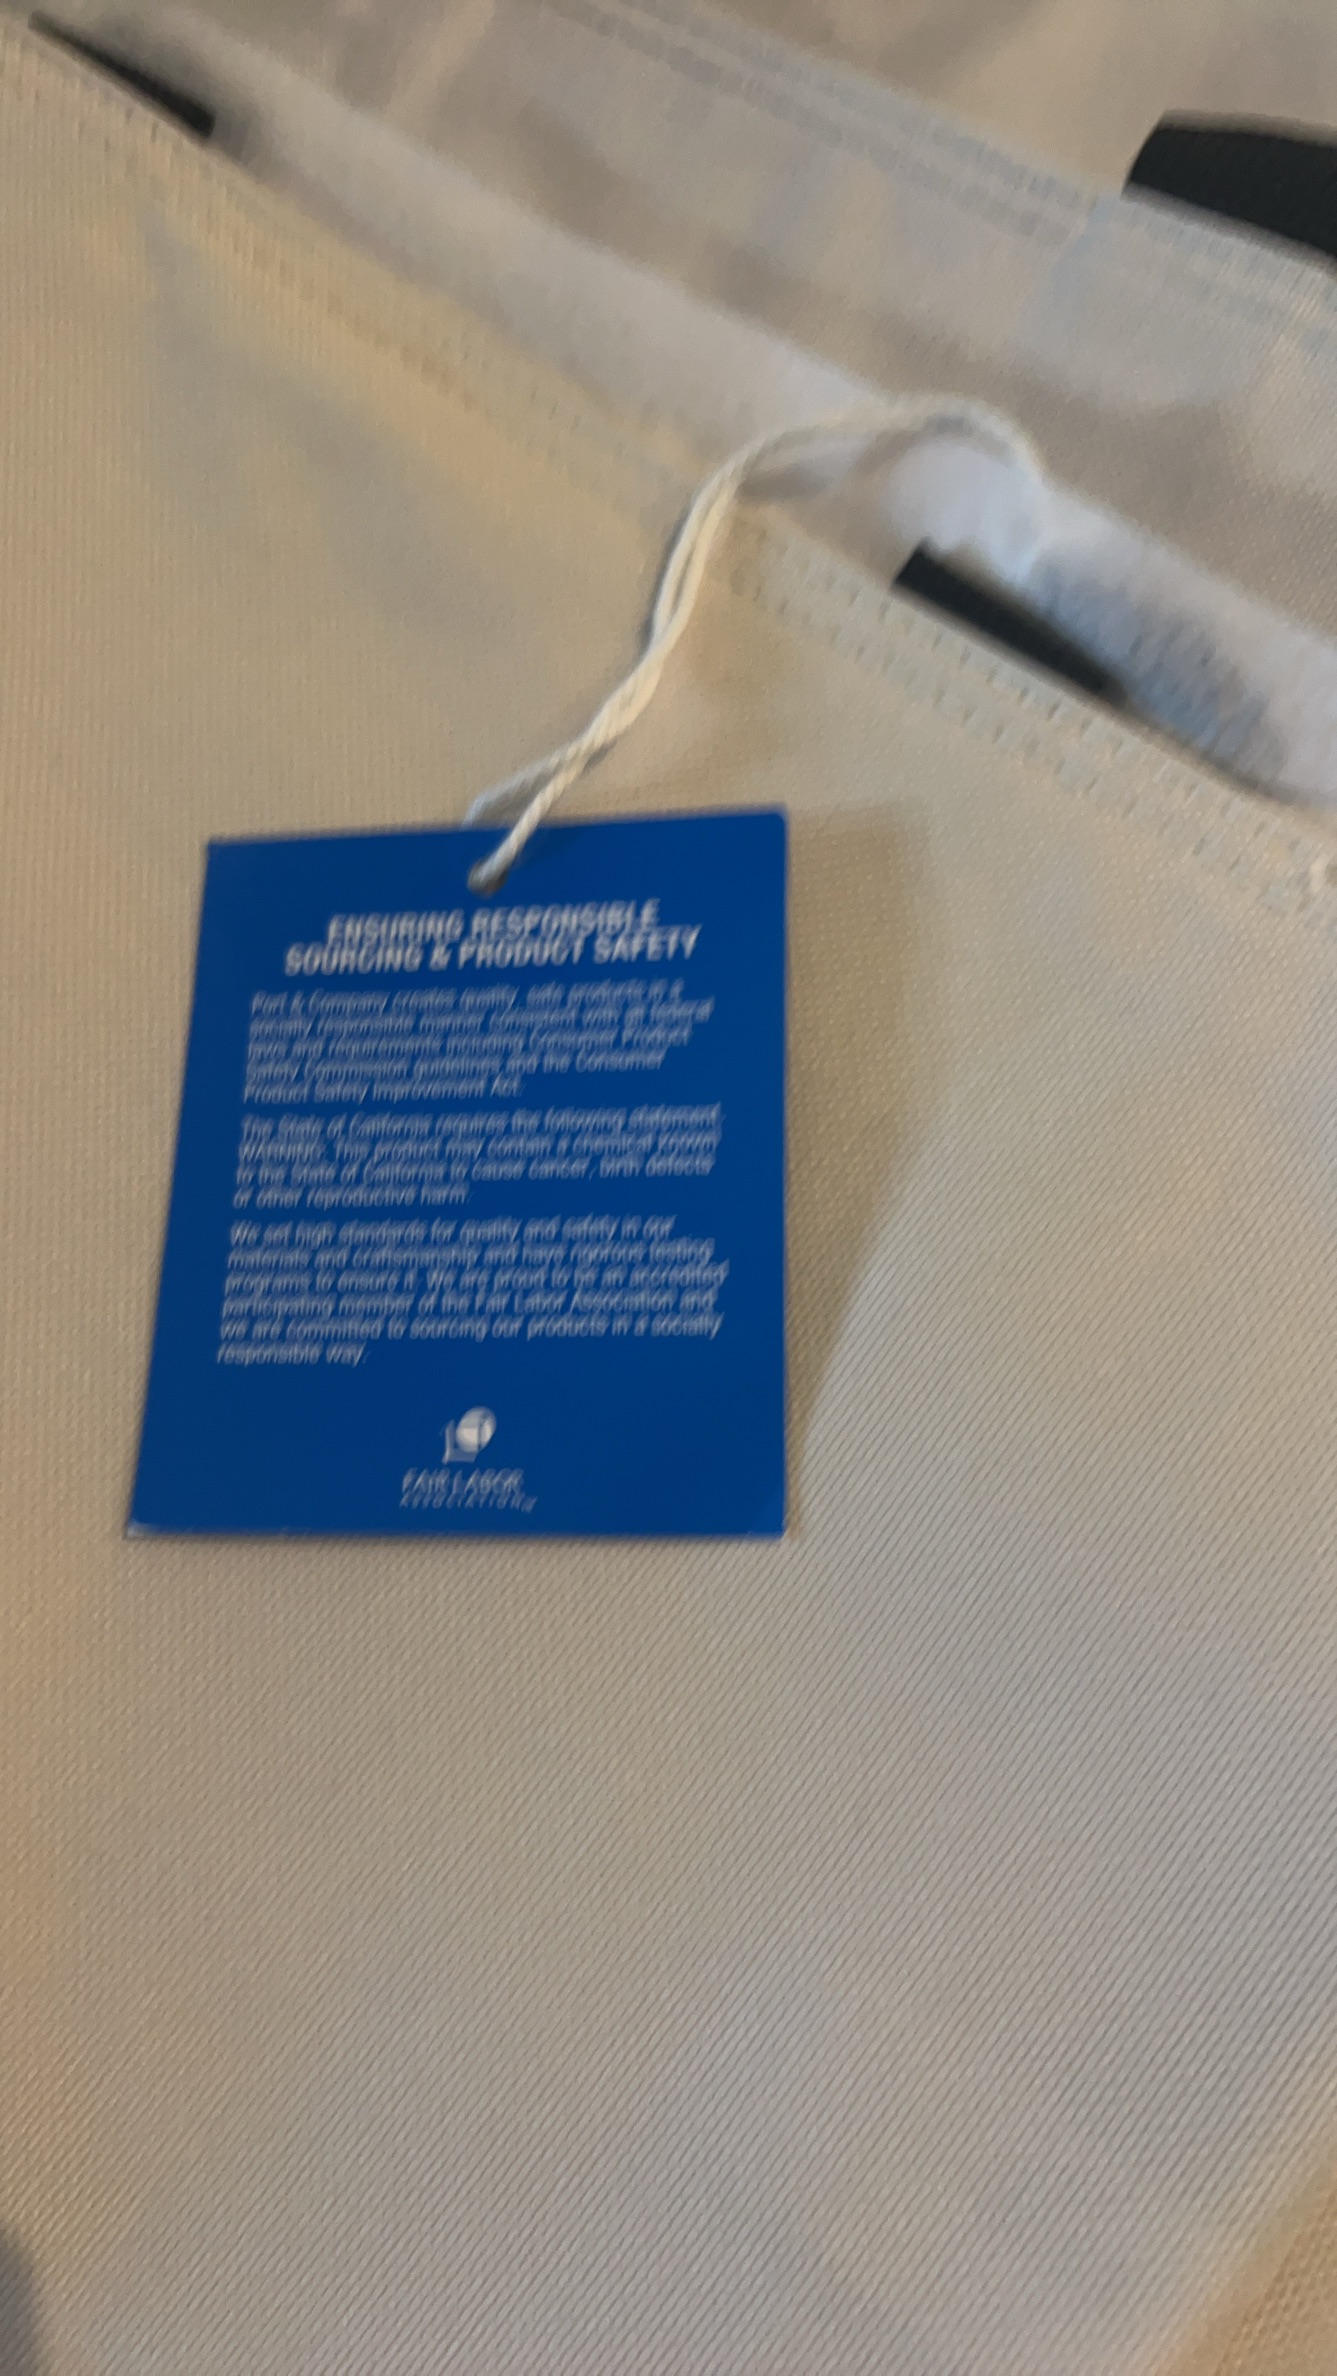 ENSURING RESPONSIBLE
SOURCING & PRODUCT SAFETY
Port & Company creates quality, safe products in a
socially responsible manner consistent with all federal
laws and requirements including Consumer Product
Safety Commission guidelines and the Consumer
Product Safety Improvement Act.
The State of California requires the following statement:
WARNING: This product may contain a chemical known
to the State of California to cause cancer, birth defects
or other reproductive harm.
We set high standards for quality and safety in our
materials and craftsmanship and have rigorous testing
programs to ensure it. We are proud to be an accredited
participating member of the Fair Labor Association and
we are committed to sourcing our products in a socially
responsible way.
FAIR LABOR
ASSOCIATION